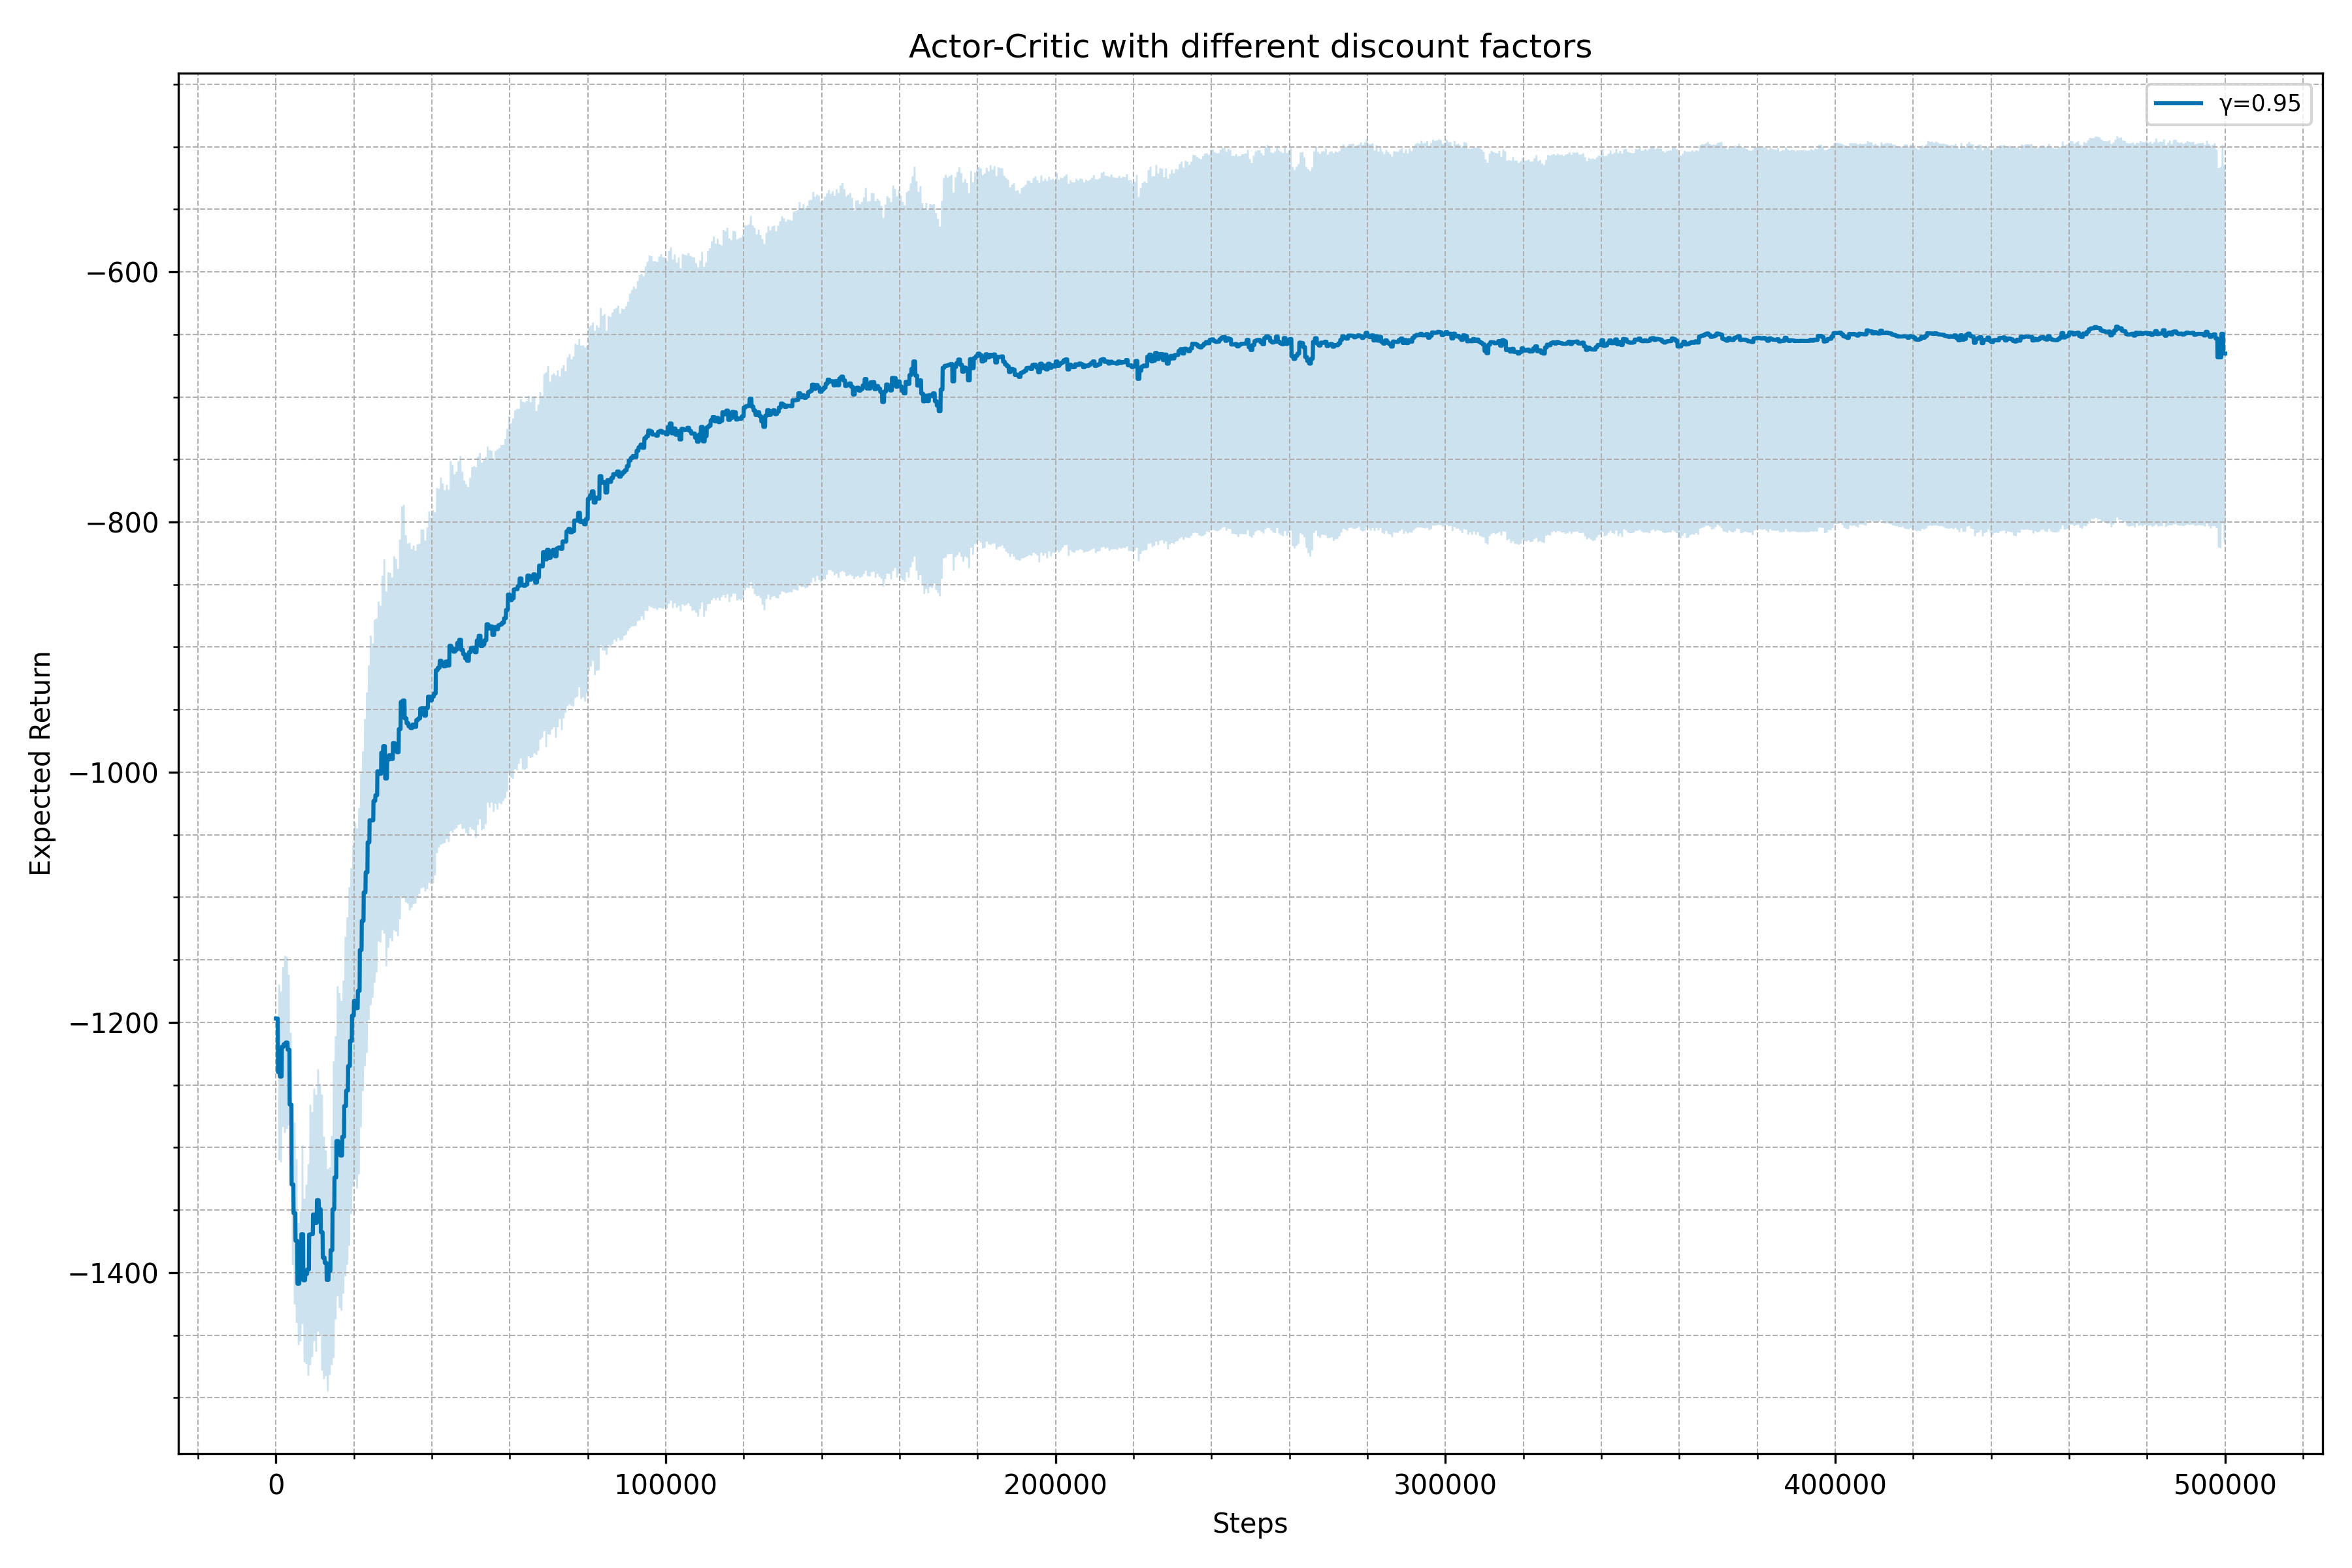 Actor-Critic with different discount factors
γ=0.95
Expected Return
−600
−800
−1000
−1200
−1400
0 100000 200000 300000 400000 500000
Steps